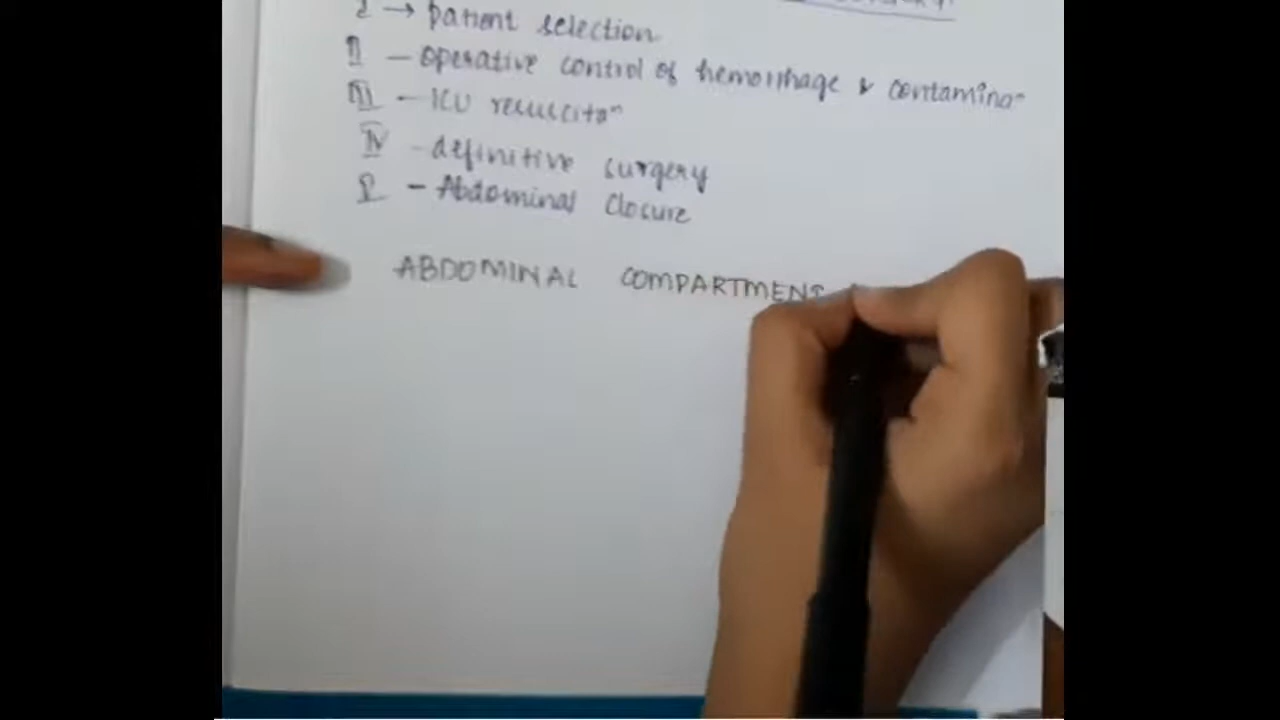 I → patient selection
II – operative control of hemorrhage & contaminaⁿ
III – ICU resuscitaⁿ
IV – definitive surgery
V – Abdominal Closure
ABDOMINAL COMPARTMENT